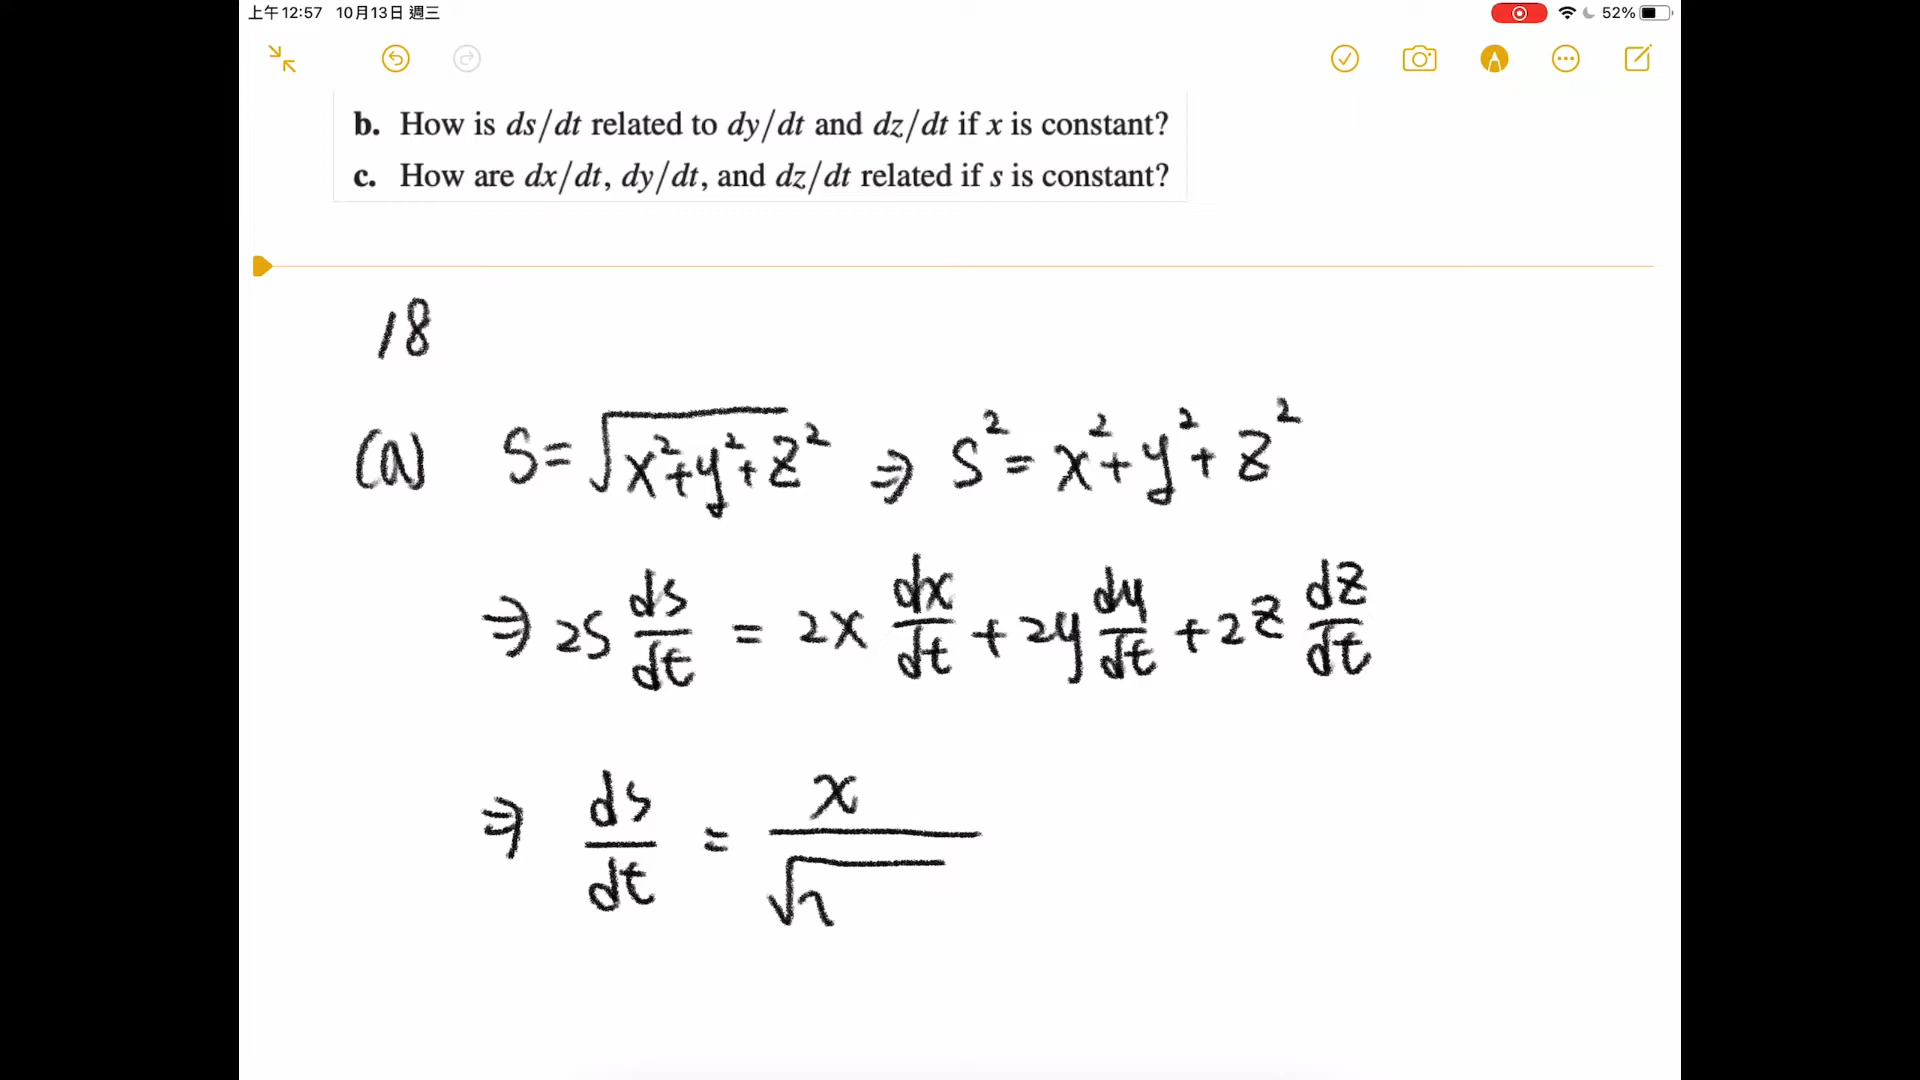 上午12:57 10月13日 週三 52%
b. How is ds/dt related to dy/dt and dz/dt if x is constant?
c. How are dx/dt, dy/dt, and dz/dt related if s is constant?
18
(a) S = √(x²+y²+z²) ⇒ S² = x²+y²+z²
⇒ 2S ds/dt = 2x dx/dt + 2y dy/dt + 2z dz/dt
⇒ ds/dt = x/√